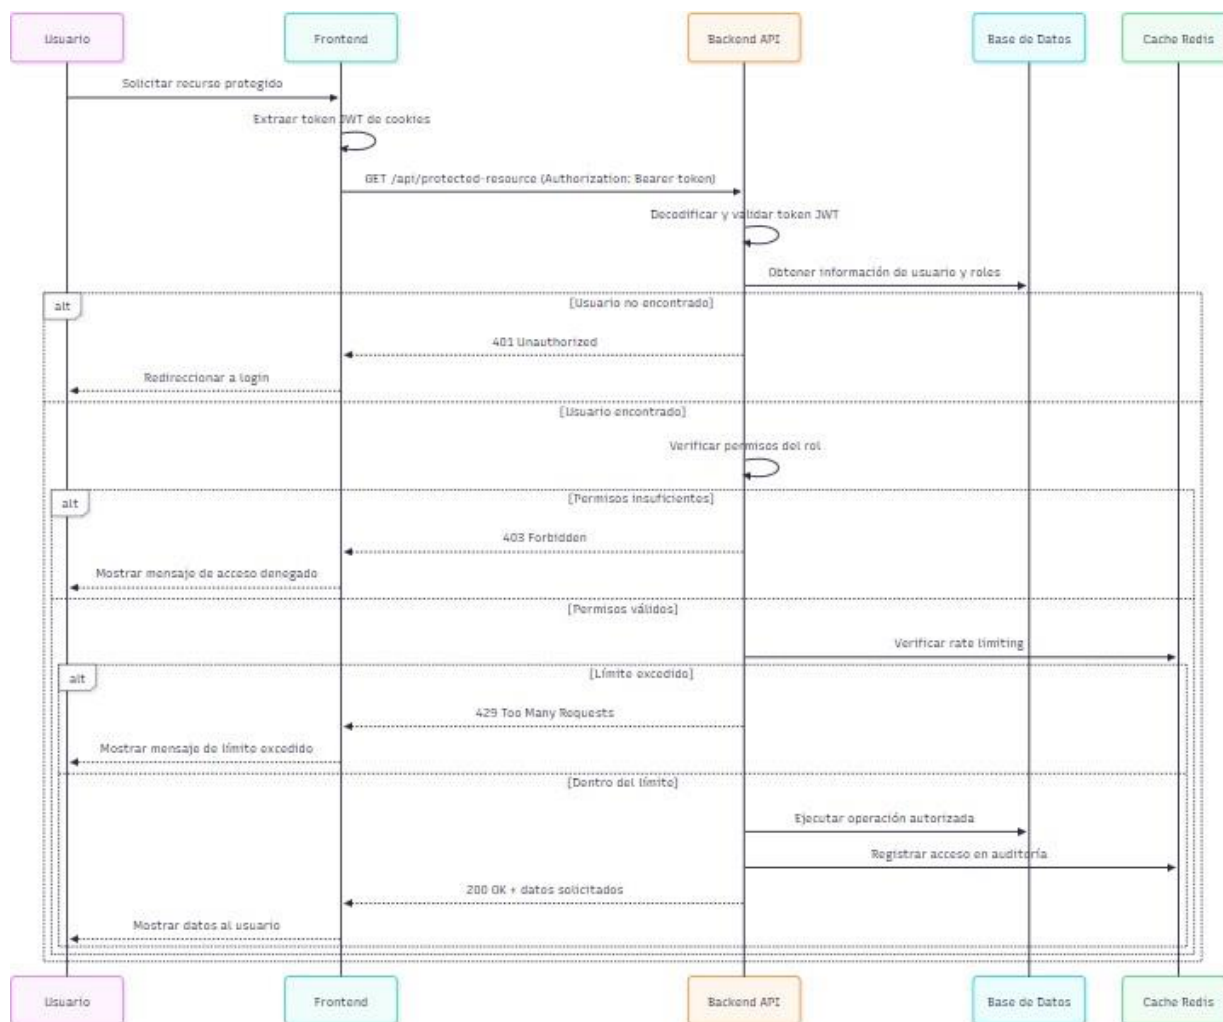 Usuario
Frontend
Backend API
Base de Datos
Cache Redis
Solicitar recurso protegido
Extraer token JWT de cookies
GET /api/protected-resource (Authorization: Bearer token)
Decodificar y validar token JWT
Obtener información de usuario y roles
alt
[Usuario no encontrado]
401 Unauthorized
Redireccionar a login
[Usuario encontrado]
Verificar permisos del rol
alt
[Permisos insuficientes]
403 Forbidden
Mostrar mensaje de acceso denegado
[Permisos válidos]
Verificar rate limiting
alt
[Límite excedido]
429 Too Many Requests
Mostrar mensaje de límite excedido
[Dentro del límite]
Ejecutar operación autorizada
Registrar acceso en auditoría
200 OK + datos solicitados
Mostrar datos al usuario
Usuario
Frontend
Backend API
Base de Datos
Cache Redis